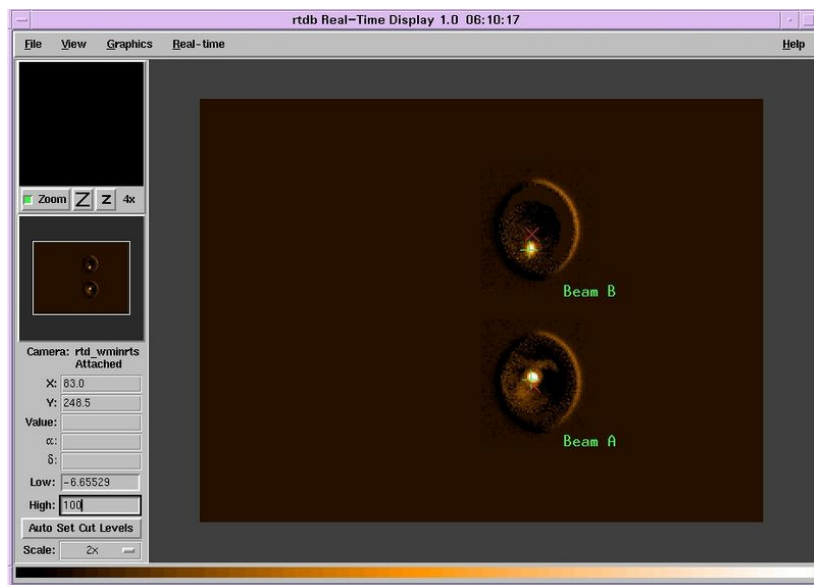 rtdb Real-Time Display 1.0 06:10:17
File View Graphics Real-time Help
Zoom Z Z 4x
Beam B
Camera: rtd_wminrts
Attached
X: 83.0
Y: 248.5
Value:
α:
δ:
Beam A
Low: -6.65529
High: 100
Auto Set Cut Levels
Scale: 2x